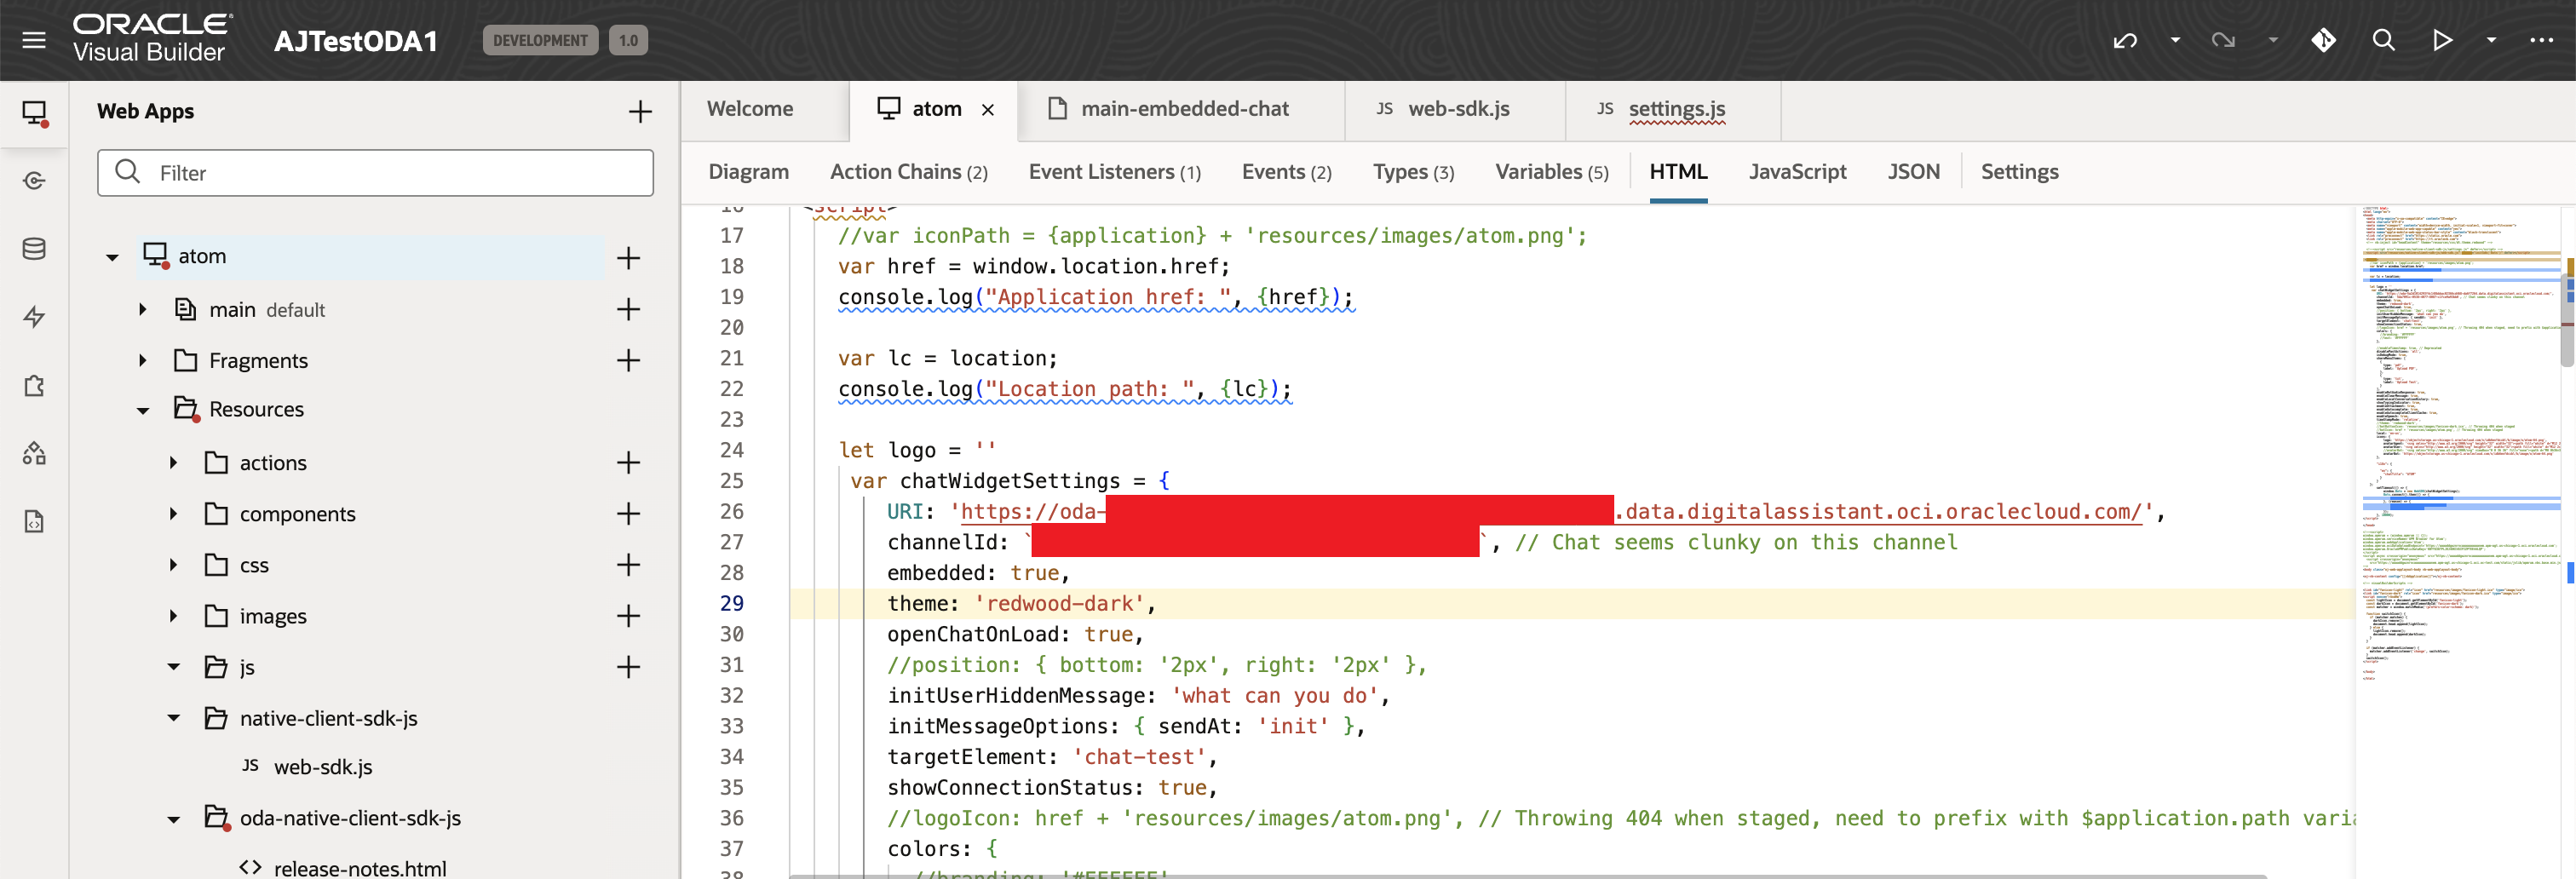 ORACLE
Visual Builder
AJTestODA1
DEVELOPMENT
1.0
Web Apps
Filter
atom
main default
Fragments
Resources
actions
components
css
images
js
native-client-sdk-js
JS web-sdk.js
oda-native-client-sdk-js
<> release-notes.html
Welcome
atom
main-embedded-chat
JS web-sdk.js
JS settings.js
Diagram
Action Chains (2)
Event Listeners (1)
Events (2)
Types (3)
Variables (5)
HTML
JavaScript
JSON
Settings
16 <script>
17 //var iconPath = {application} + 'resources/images/atom.png';
18 var href = window.location.href;
19 console.log("Application href: ", {href});
20
21 var lc = location;
22 console.log("Location path: ", {lc});
23
24 let logo = ''
25 var chatWidgetSettings = {
26 URI: 'https://oda- .data.digitalassistant.oci.oraclecloud.com/',
27 channelId: ` `, // Chat seems clunky on this channel
28 embedded: true,
29 theme: 'redwood-dark',
30 openChatOnLoad: true,
31 //position: { bottom: '2px', right: '2px' },
32 initUserHiddenMessage: 'what can you do',
33 initMessageOptions: { sendAt: 'init' },
34 targetElement: 'chat-test',
35 showConnectionStatus: true,
36 //logoIcon: href + 'resources/images/atom.png', // Throwing 404 when staged, need to prefix with $application.path varia
37 colors: {
38 //branding: '#FFFFFF'